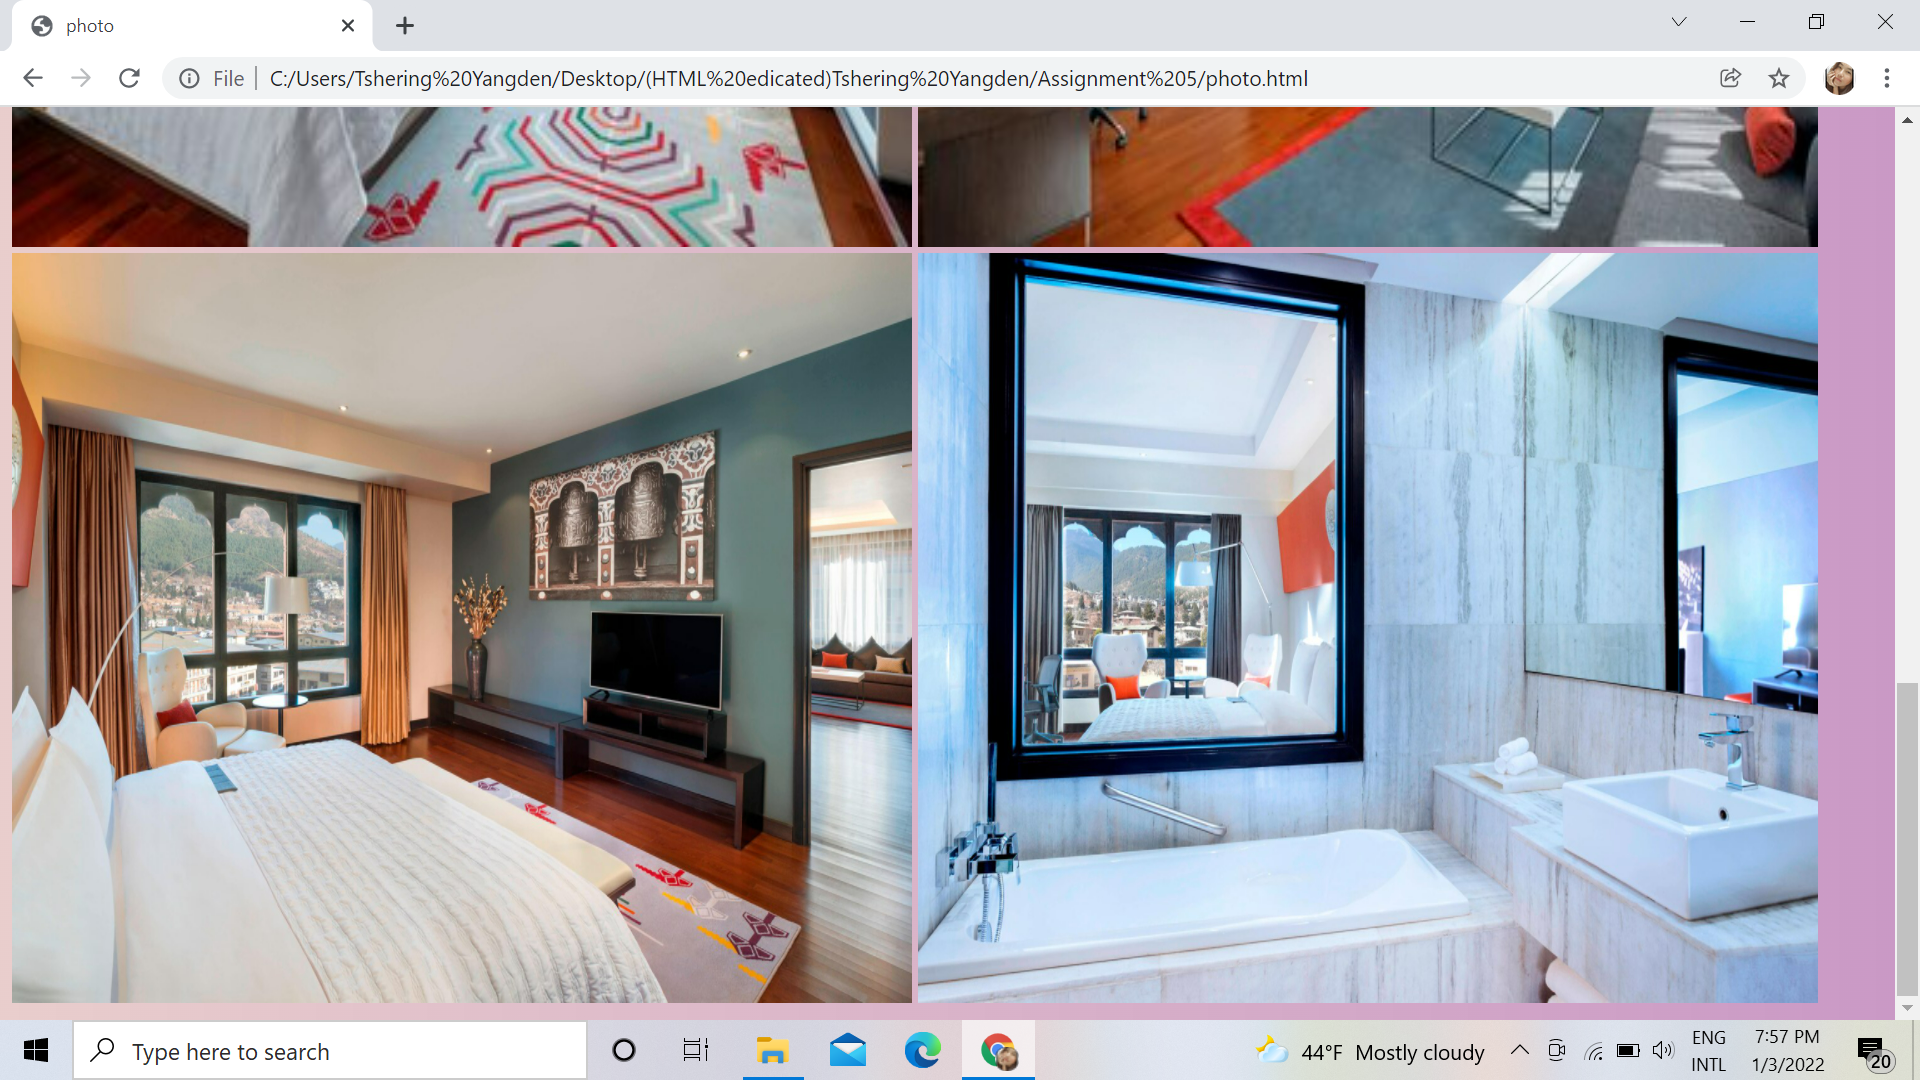 photo
File
C:/Users/Tshering%20Yangden/Desktop/(HTML%20edicated)Tshering%20Yangden/Assignment%205/photo.html
Type here to search
44°F Mostly cloudy
ENG
INTL
7:57 PM
1/3/2022
20